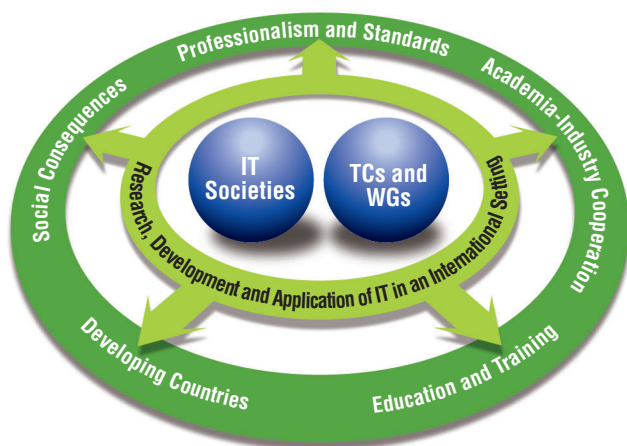 Professionalism and Standards
Social Consequences
Academia-Industry Cooperation
IT
Societies
TCs and
WGs
Research, Development and Application of IT in an International Setting
Developing Countries
Education and Training